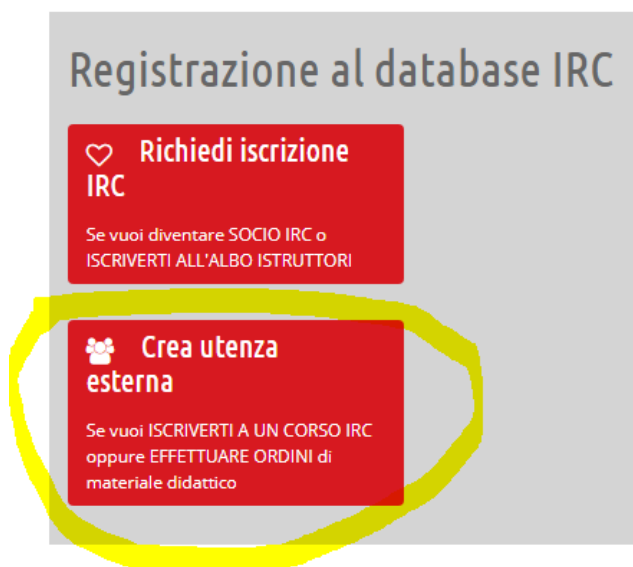 Registrazione al database IRC
Richiedi iscrizione
IRC
Se vuoi diventare SOCIO IRC o
ISCRIVERTI ALL'ALBO ISTRUTTORI
Crea utenza
esterna
Se vuoi ISCRIVERTI A UN CORSO IRC
oppure EFFETTUARE ORDINI di
materiale didattico